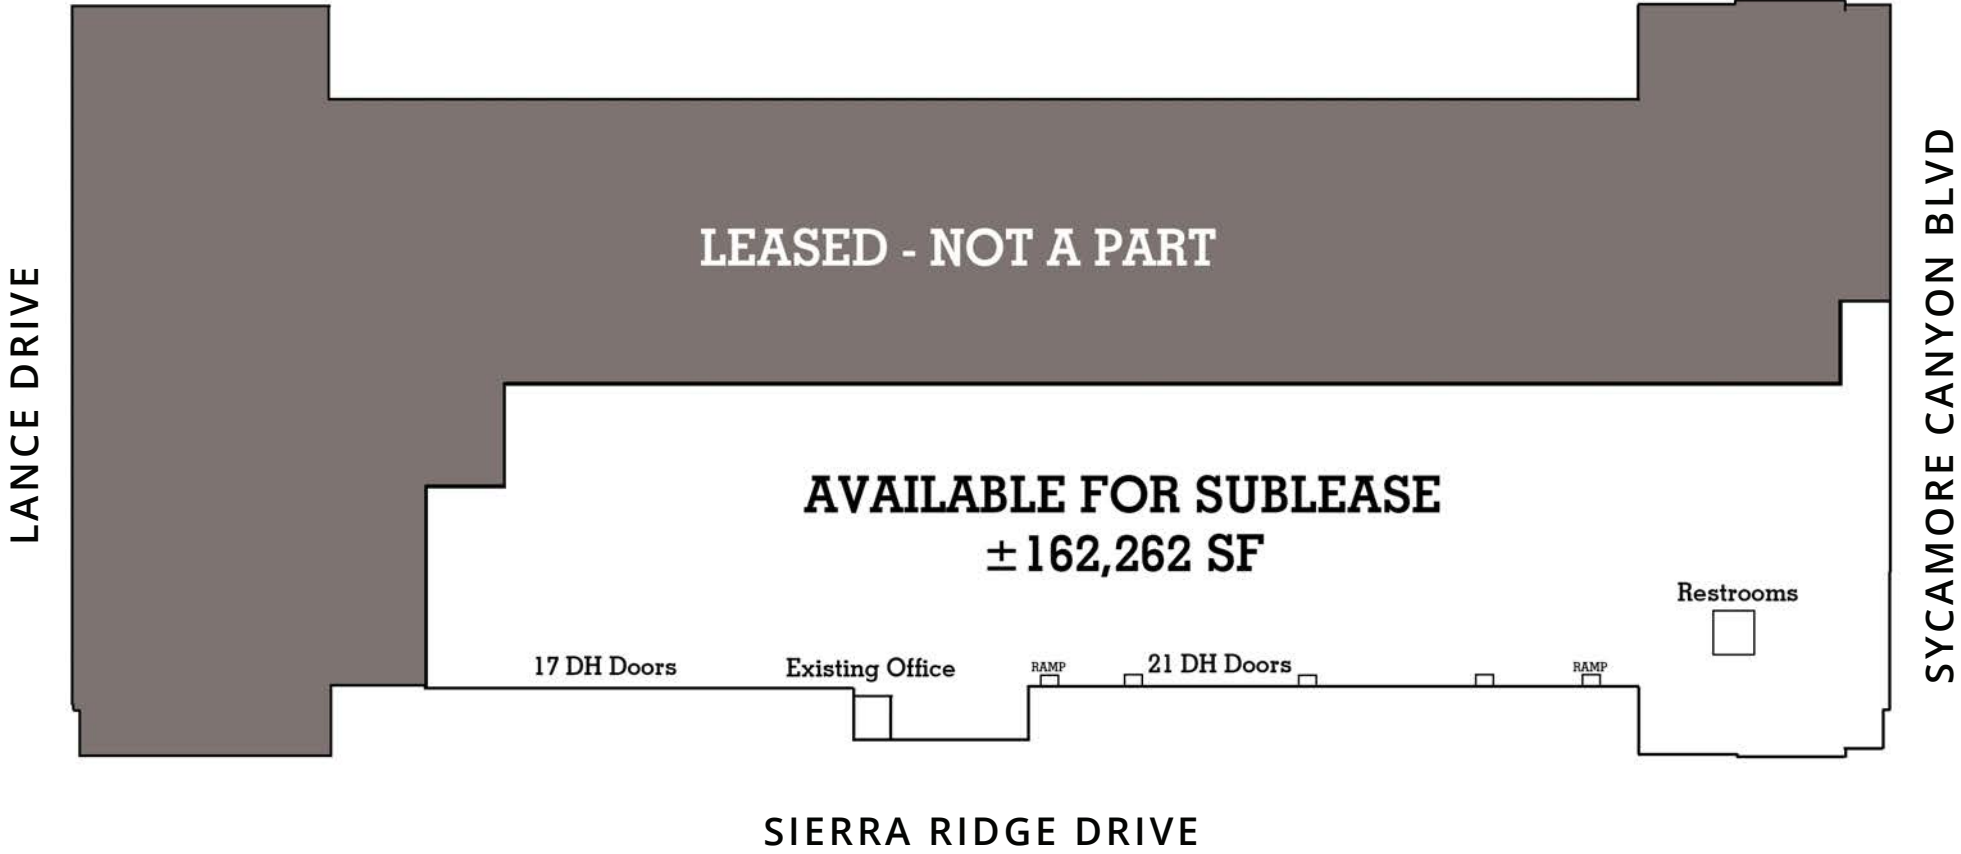 LEASED - NOT A PART
LANCE DRIVE
SYCAMORE CANYON BLVD
AVAILABLE FOR SUBLEASE
±162,262 SF
Restrooms
17 DH Doors
Existing Office
RAMP
21 DH Doors
RAMP
SIERRA RIDGE DRIVE